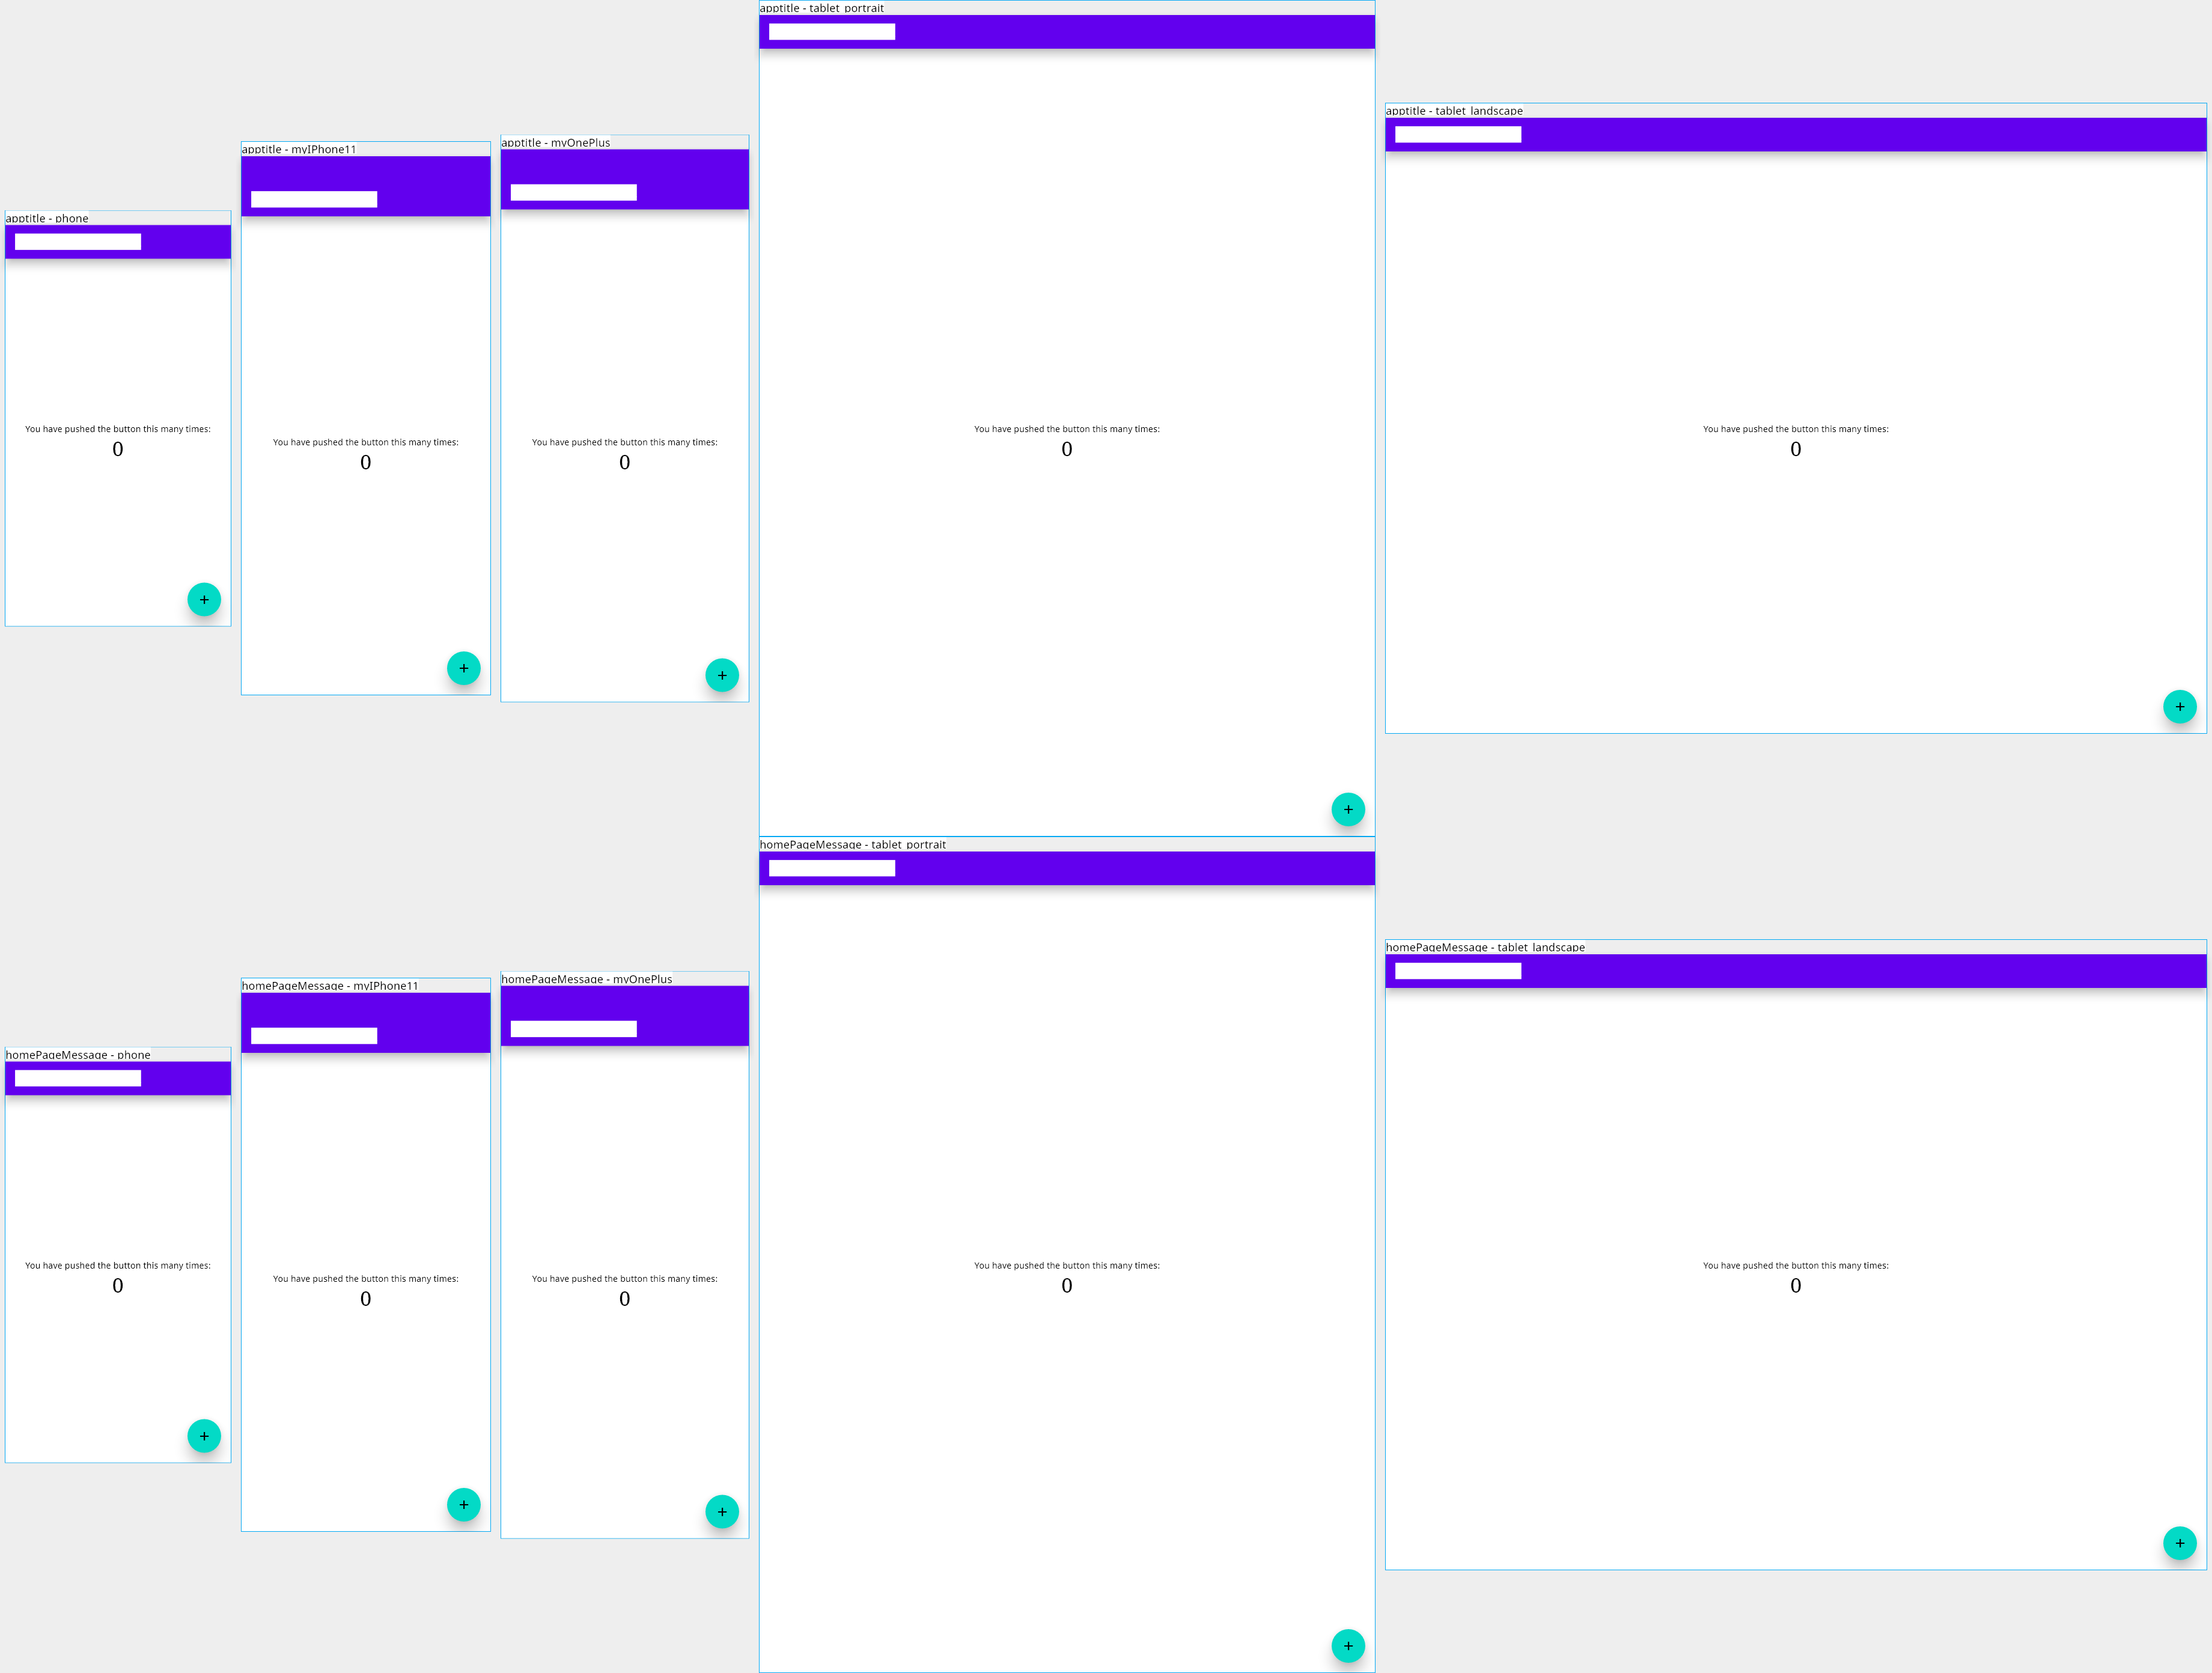 apptitle - phone
You have pushed the button this many times:
0
+
apptitle - myIPhone11
You have pushed the button this many times:
0
+
apptitle - myOnePlus
You have pushed the button this many times:
0
+
apptitle - tablet_portrait
You have pushed the button this many times:
0
+
apptitle - tablet_landscape
You have pushed the button this many times:
0
+
homePageMessage - phone
You have pushed the button this many times:
0
+
homePageMessage - myIPhone11
You have pushed the button this many times:
0
+
homePageMessage - myOnePlus
You have pushed the button this many times:
0
+
homePageMessage - tablet_portrait
You have pushed the button this many times:
0
+
homePageMessage - tablet_landscape
You have pushed the button this many times:
0
+